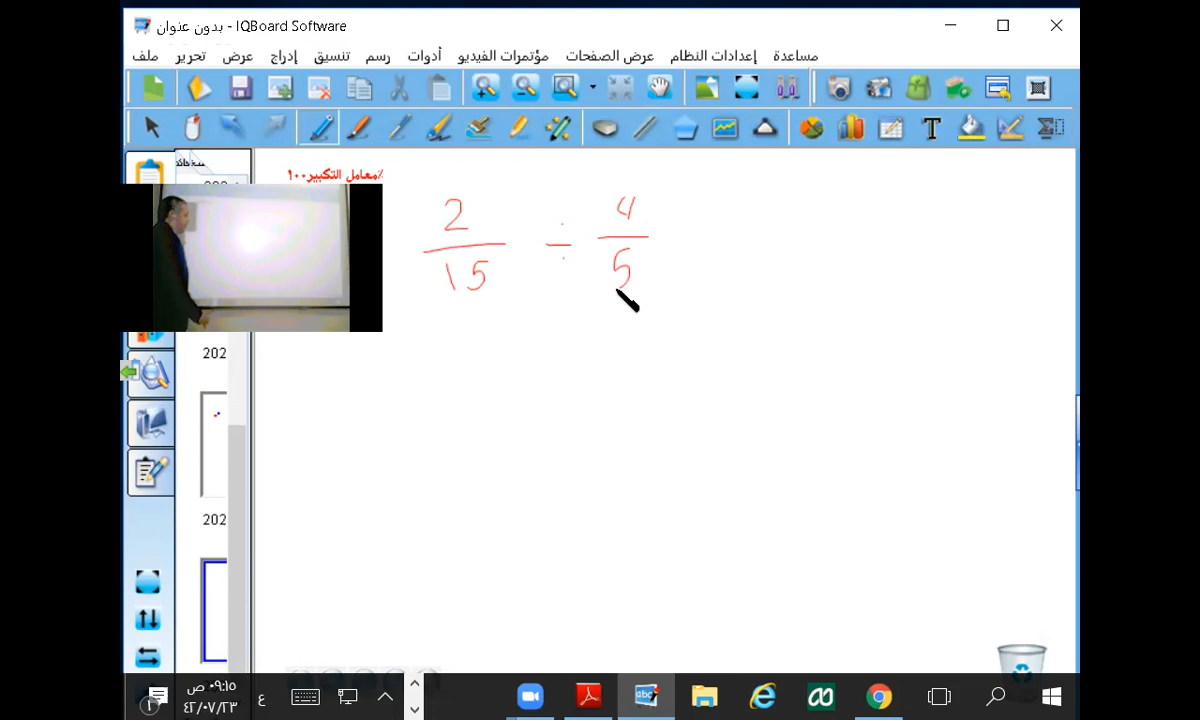 بدون عنوان - IQBoard Software
ملف تحرير عرض إدراج تنسيق رسم أدوات مؤتمرات الفيديو عرض الصفحات إعدادات النظام مساعدة
معامل التكبير١٠٠٪
2/15 ÷ 4/5
202
202
٠٩:١٥ ص
٤٢/٠٧/٢٣
ع
abc